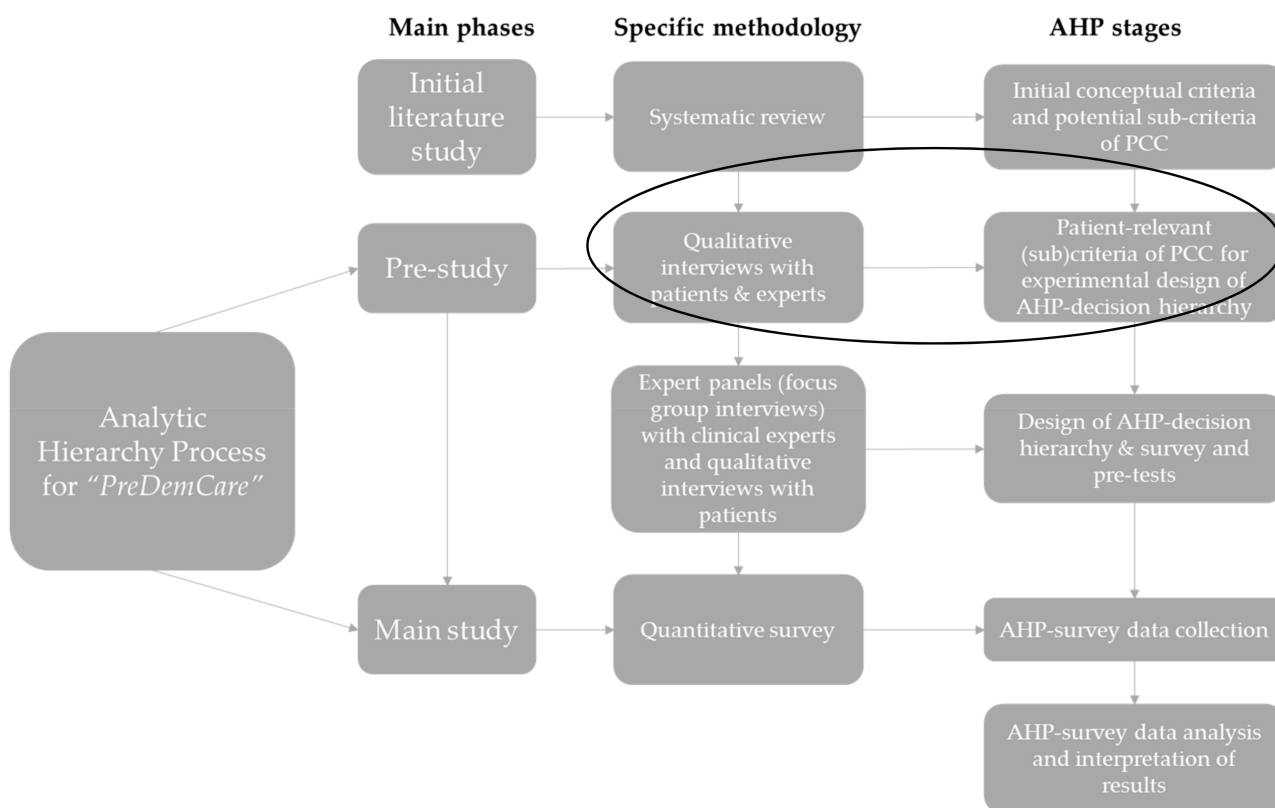 Main phases
Specific methodology
AHP stages
Initial
literature
study
Systematic review
Initial conceptual criteria
and potential sub-criteria
of PCC
Pre-study
Qualitative
interviews with
patients & experts
Patient-relevant
(sub)criteria of PCC for
experimental design of
AHP-decision hierarchy
Analytic
Hierarchy Process
for “PreDemCare”
Expert panels (focus
group interviews)
with clinical experts
and qualitative
interviews with
patients
Design of AHP-decision
hierarchy & survey and
pre-tests
Main study
Quantitative survey
AHP-survey data collection
AHP-survey data analysis
and interpretation of
results